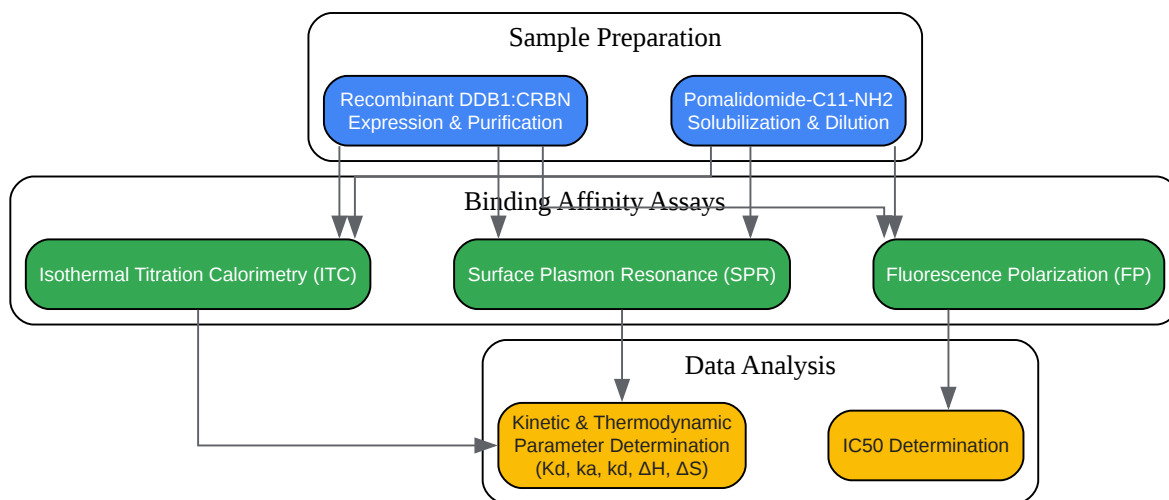 Sample Preparation
Recombinant DDB1:CRBN
Expression & Purification
Pomalidomide-C11-NH2
Solubilization & Dilution
Binding Affinity Assays
Isothermal Titration Calorimetry (ITC)
Surface Plasmon Resonance (SPR)
Fluorescence Polarization (FP)
Data Analysis
Kinetic & Thermodynamic
Parameter Determination
(Kd, ka, kd, ΔH, ΔS)
IC50 Determination